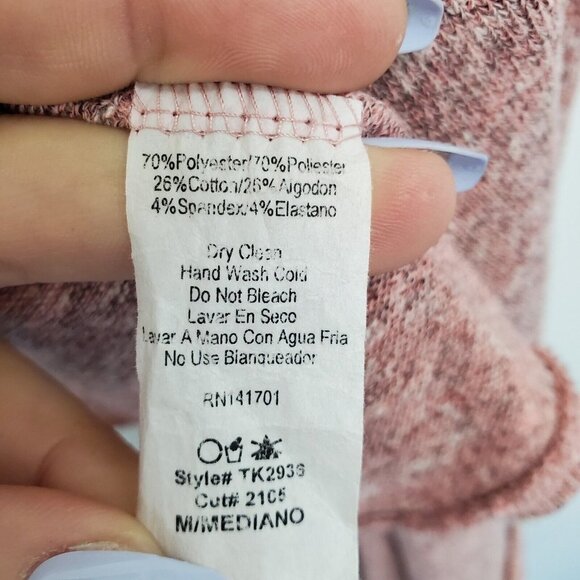 70%Polyester/70%Poliester
26%Cotton/26%Algodon
4%Spandex/4%Elastano
Dry Clean
Hand Wash Cold
Do Not Bleach
Lavar En Seco
Lavar A Mano Con Agua Fria
No Use Blanqueador
RN141701
Style# TK2936
Cut# 2105
M/MEDIANO